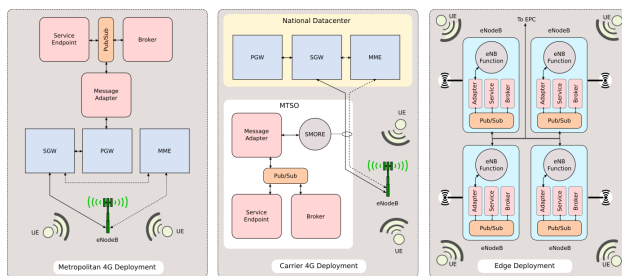 Service
Endpoint
Pub/Sub
Broker
Message
Adapter
SGW
PGW
MME
UE
eNodeB
UE
Metropolitan 4G Deployment
National Datacenter
PGW
SGW
MME
MTSO
Message
Adapter
SMORE
Pub/Sub
Service
Endpoint
Broker
UE
eNodeB
UE
Carrier 4G Deployment
To EPC
UE
eNodeB
eNodeB
UE
eNB
Function
Adapter
Service
Broker
Pub/Sub
eNB
Function
Adapter
Service
Broker
Pub/Sub
eNB
Function
Adapter
Service
Broker
Pub/Sub
eNB
Function
Adapter
Service
Broker
Pub/Sub
UE
eNodeB
eNodeB
UE
Edge Deployment